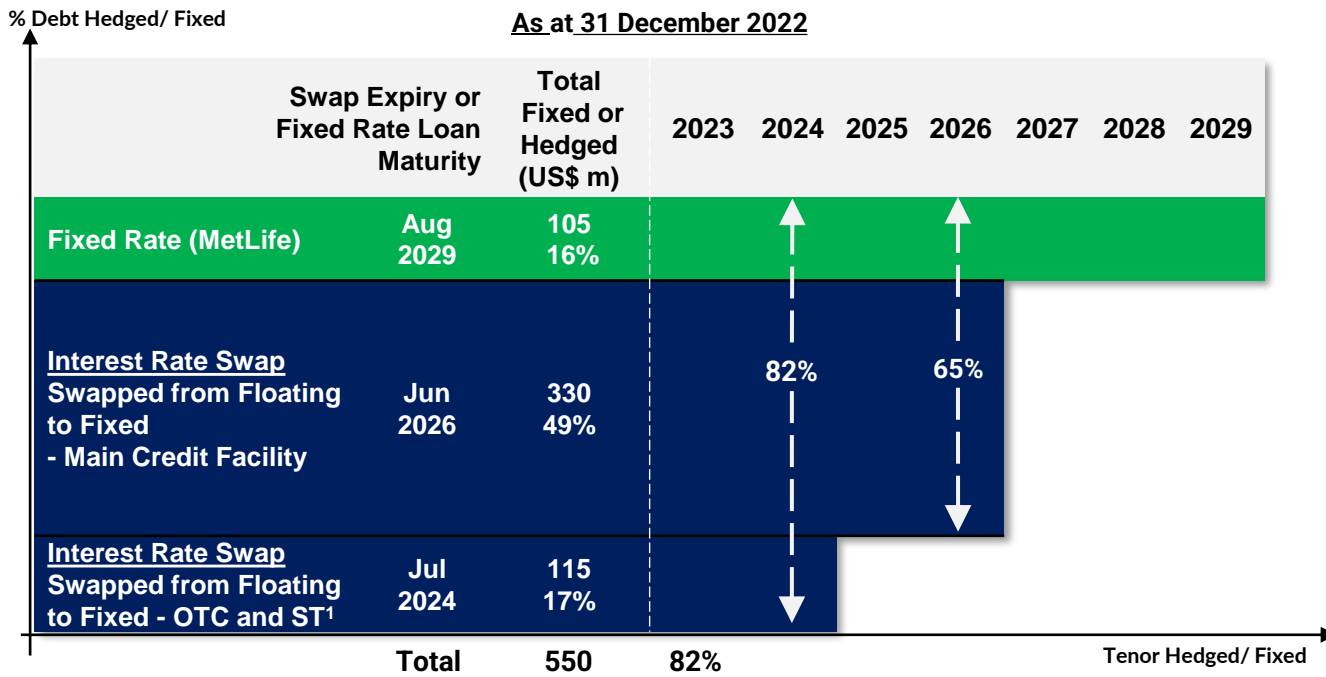 % Debt Hedged/ Fixed
As at 31 December 2022
Swap Expiry or
Fixed Rate Loan
Maturity
Total
Fixed or
Hedged
(US$ m)
2023 2024 2025 2026 2027 2028 2029
Fixed Rate (MetLife)
Aug
2029
105
16%
Interest Rate Swap
Swapped from Floating
to Fixed
- Main Credit Facility
Jun
2026
330
49%
82%
65%
Interest Rate Swap
Swapped from Floating
to Fixed - OTC and ST¹
Jul
2024
115
17%
Total 550 82%
Tenor Hedged/ Fixed